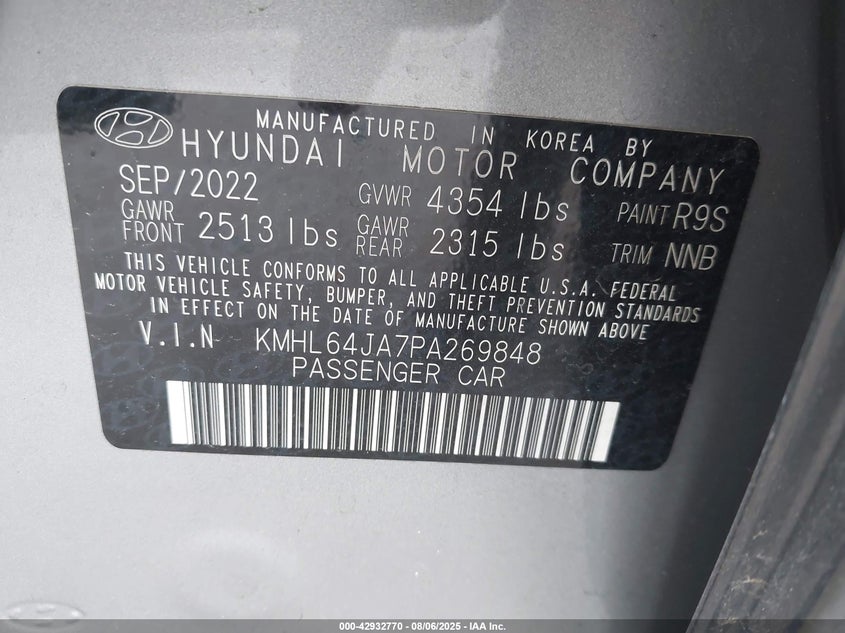 MANUFACTURED IN KOREA BY
HYUNDAI MOTOR COMPANY
SEP/2022 GVWR 4354 lbs PAINT R9S
GAWR FRONT 2513 lbs GAWR REAR 2315 lbs TRIM NNB
THIS VEHICLE CONFORMS TO ALL APPLICABLE U.S.A. FEDERAL
MOTOR VEHICLE SAFETY, BUMPER, AND THEFT PREVENTION STANDARDS
IN EFFECT ON THE DATE OF MANUFACTURE SHOWN ABOVE
V.I.N KMHL64JA7PA269848
PASSENGER CAR
000-42932770 - 08/06/2025 - IAA Inc.